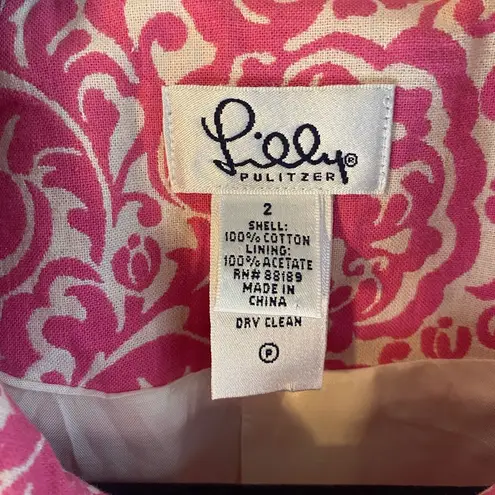 Lilly®
PULITZER
2
SHELL:
100% COTTON
LINING:
100% ACETATE
RN# 88189
MADE IN
CHINA
DRY CLEAN
P